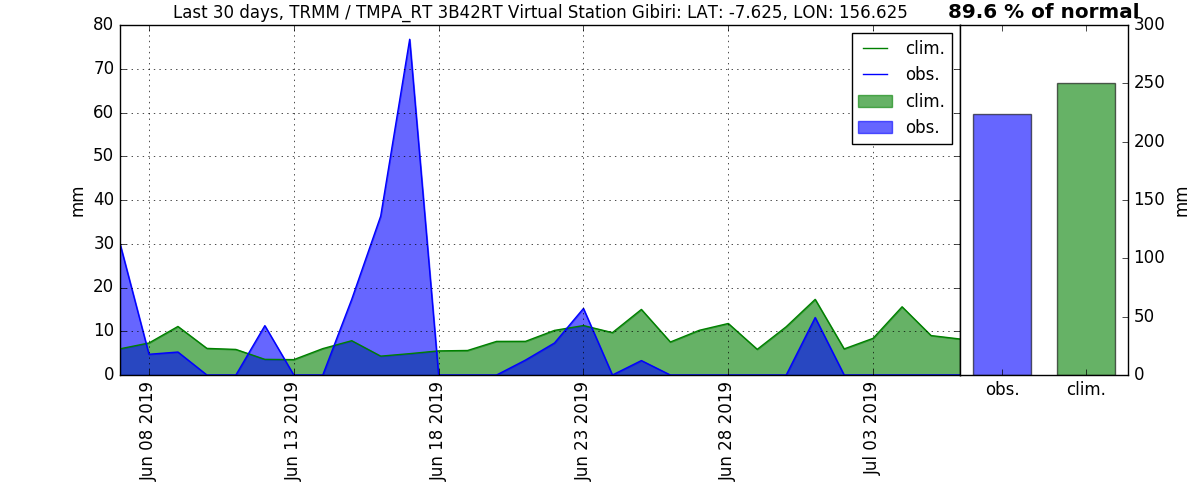 Last 30 days, TRMM / TMPA_RT 3B42RT Virtual Station Gibiri: LAT: -7.625, LON: 156.625
89.6 % of normal
mm
80
70
60
50
40
30
20
10
0
clim.
obs.
clim.
obs.
Jun 08 2019
Jun 13 2019
Jun 18 2019
Jun 23 2019
Jun 28 2019
Jul 03 2019
300
250
200
150
100
50
0
mm
obs.
clim.